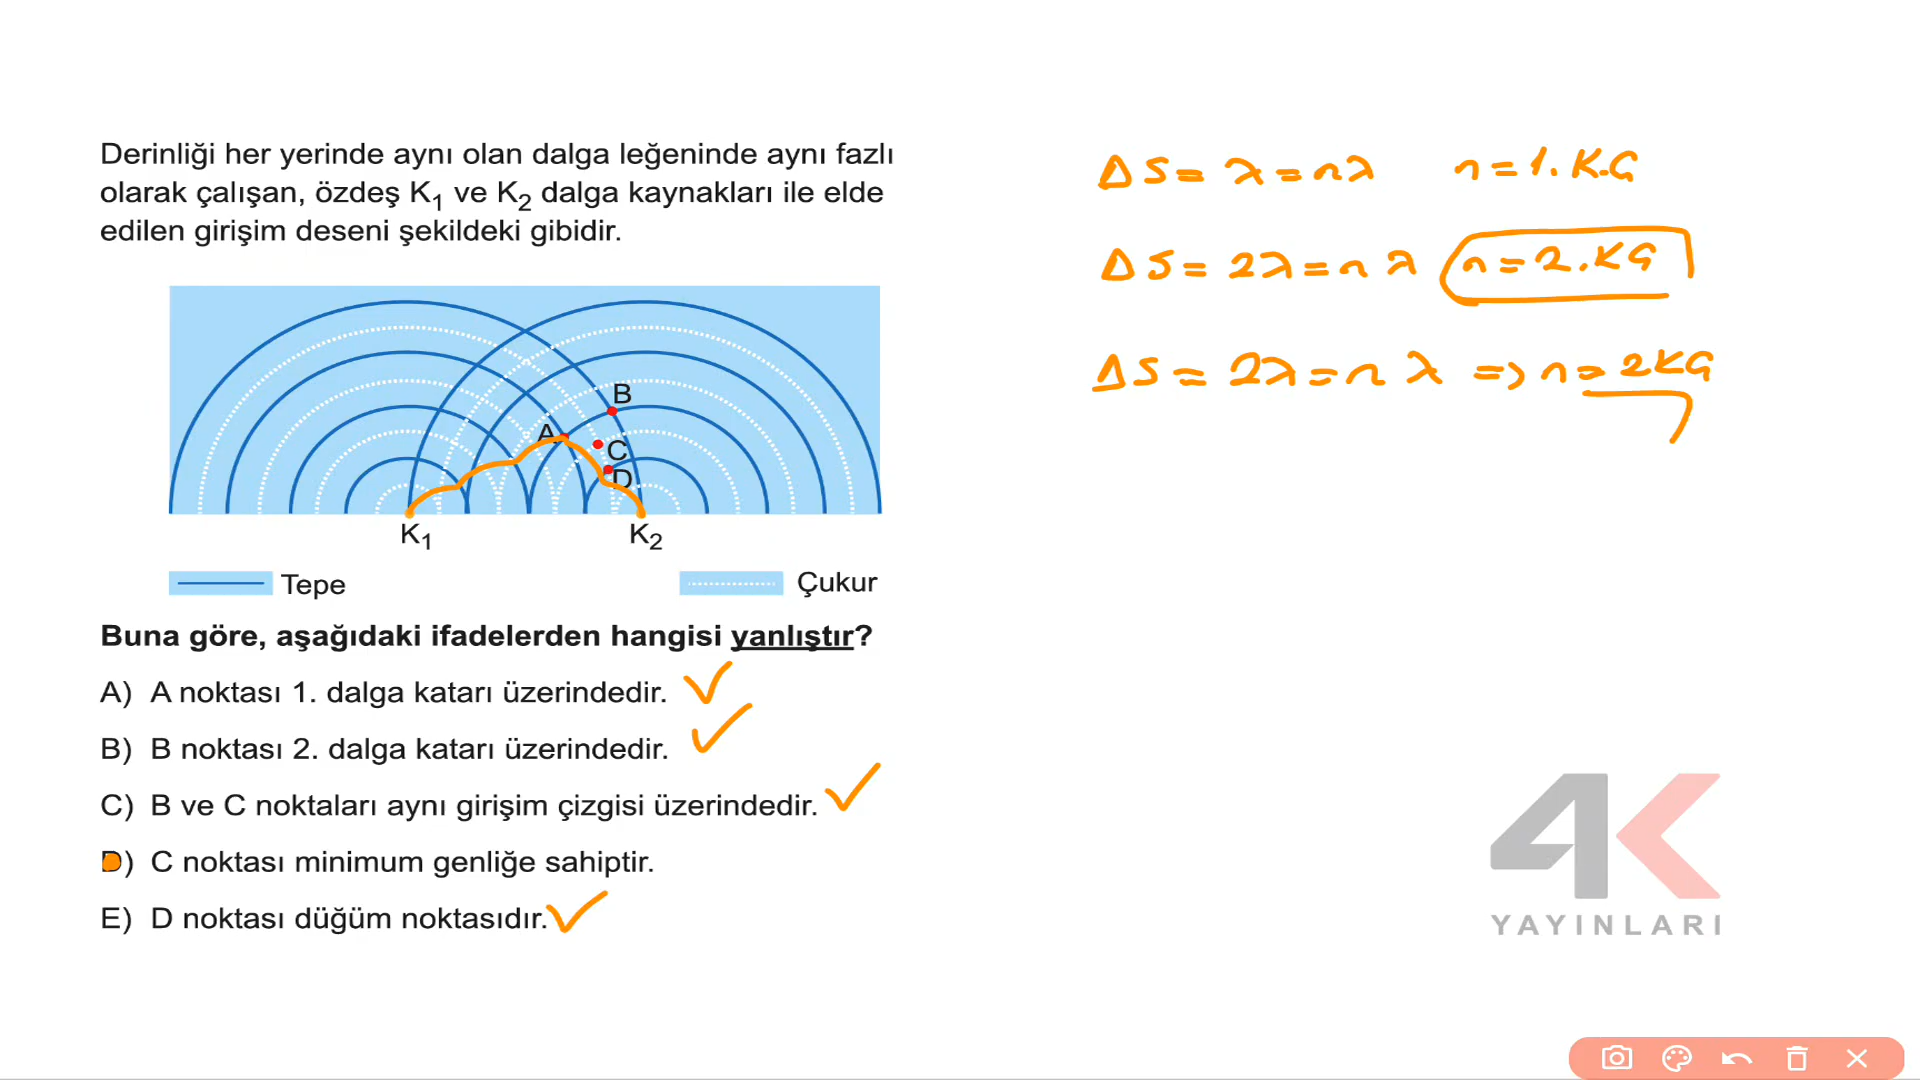 Derinliği her yerinde aynı olan dalga leğeninde aynı fazlı
olarak çalışan, özdeş K₁ ve K₂ dalga kaynakları ile elde
edilen girişim deseni şekildeki gibidir.
B
A
C
D
K₁
K₂
Tepe
Çukur
Buna göre, aşağıdaki ifadelerden hangisi yanlıştır?
A) A noktası 1. dalga katarı üzerindedir.
B) B noktası 2. dalga katarı üzerindedir.
C) B ve C noktaları aynı girişim çizgisi üzerindedir.
D) C noktası minimum genliğe sahiptir.
E) D noktası düğüm noktasıdır.
ΔS = λ = nλ n = 1. K.G
ΔS = 2λ = nλ n = 2. KG
ΔS = 2λ = nλ => n = 2KG
4K
YAYINLARI